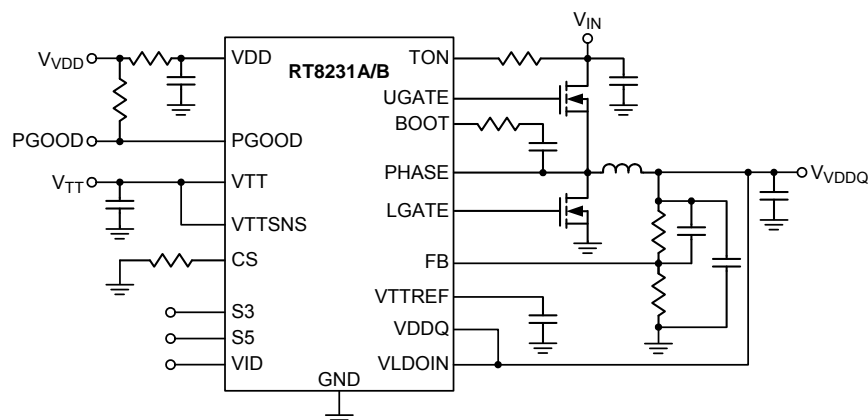 V_IN
V_VDD
VDD
RT8231A/B
TON
UGATE
BOOT
PGOOD
PGOOD
PHASE
V_VDDQ
V_TT
VTT
LGATE
VTTSNS
CS
FB
VTTREF
S3
VDDQ
S5
VID
VLDOIN
GND